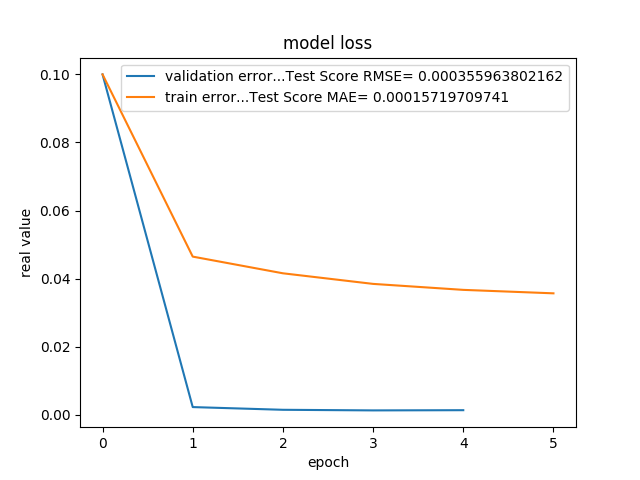 model loss
validation error...Test Score RMSE= 0.000355963802162
train error...Test Score MAE= 0.00015719709741
real value
0.10
0.08
0.06
0.04
0.02
0.00
0 1 2 3 4 5
epoch